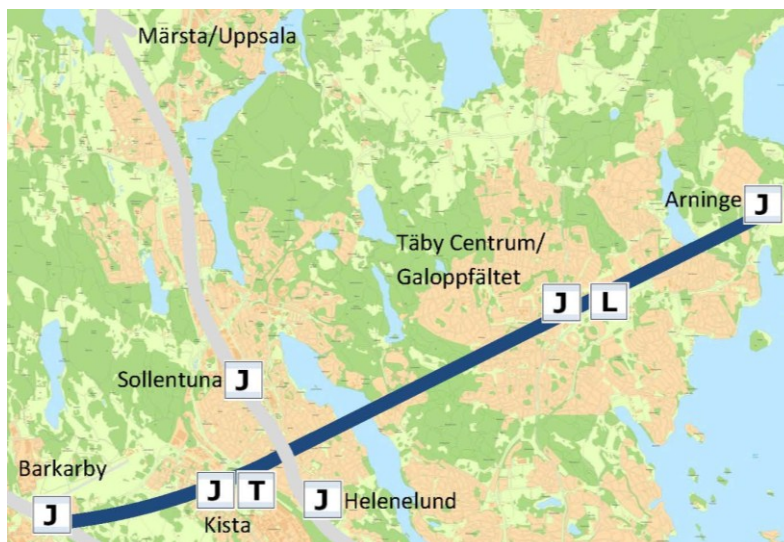 Märsta/Uppsala
Arninge
J
Täby Centrum/
Galoppfältet
J L
Sollentuna J
Barkarby
J
J T
Kista
J Helenelund